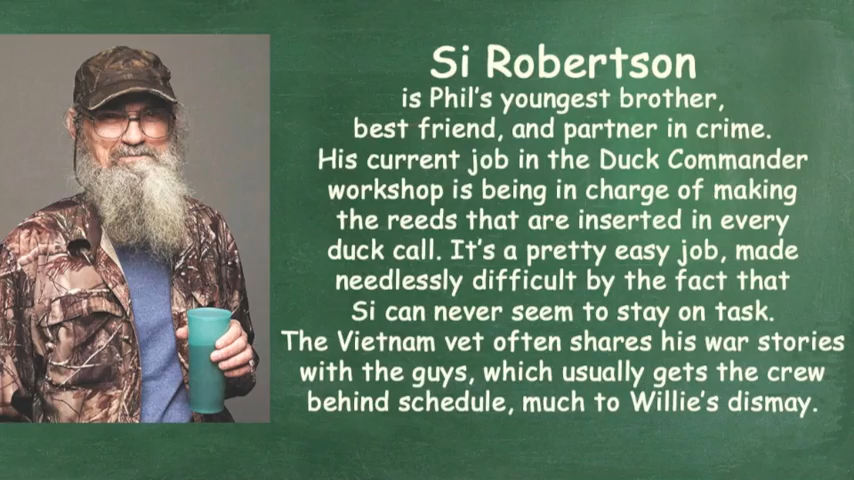 Si Robertson
is Phil's youngest brother,
best friend, and partner in crime.
His current job in the Duck Commander
workshop is being in charge of making
the reeds that are inserted in every
duck call. It's a pretty easy job, made
needlessly difficult by the fact that
Si can never seem to stay on task.
The Vietnam vet often shares his war stories
with the guys, which usually gets the crew
behind schedule, much to Willie's dismay.